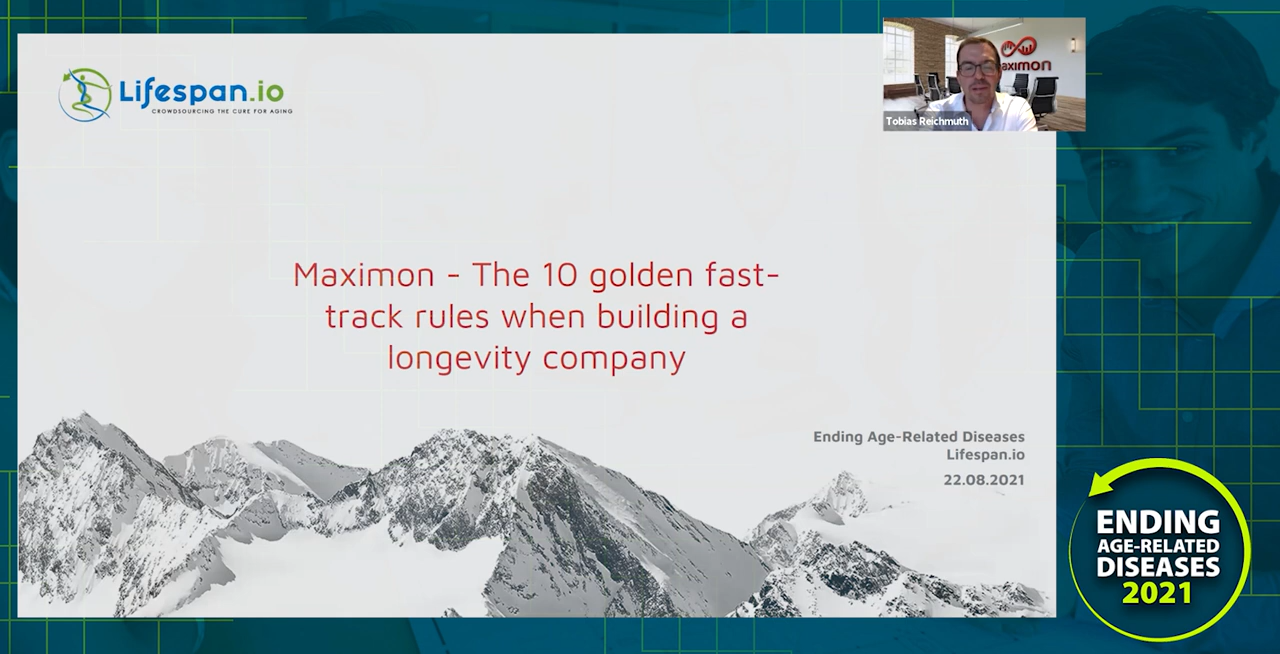 Lifespan.io
CROWDSOURCING THE CURE FOR AGING
axımon
Tobias Reichmuth
Maximon - The 10 golden fast-
track rules when building a
longevity company
Ending Age-Related Diseases
Lifespan.io
22.08.2021
ENDING
AGE-RELATED
DISEASES
2021